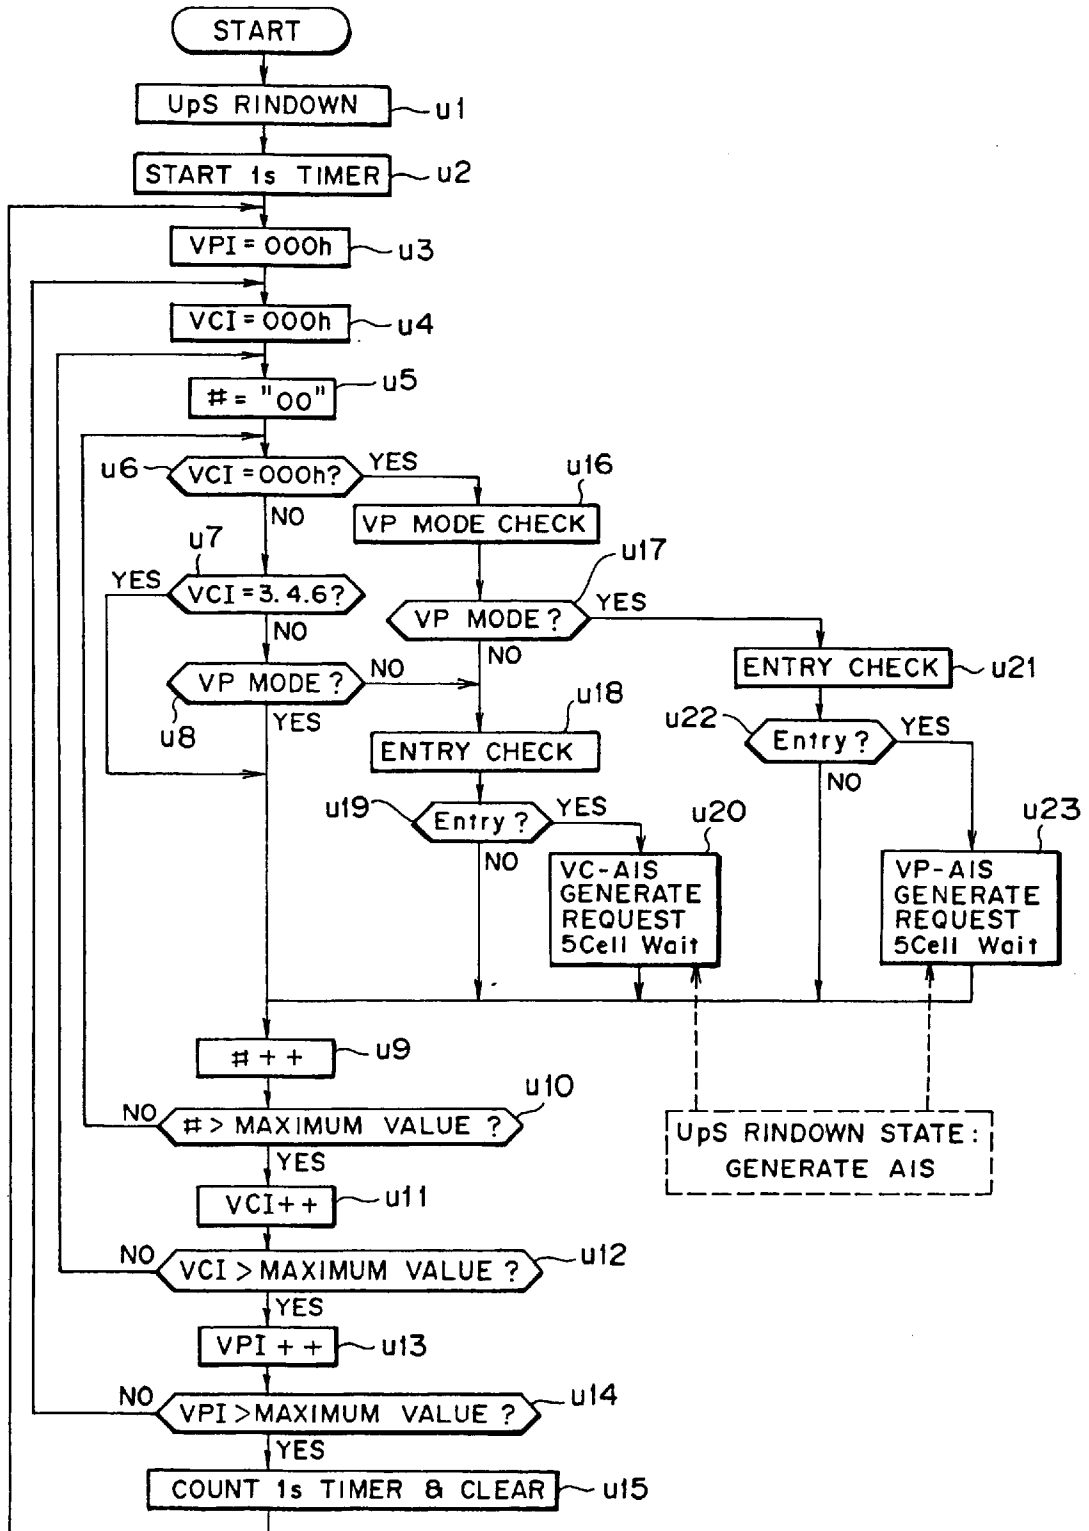 START
UpS RINDOWN
u1
START 1s TIMER
u2
VPI = 000h
u3
VCI = 000h
u4
# = "00"
u5
u6
VCI = 000h?
YES
NO
u16
VP MODE CHECK
u7
YES
VCI = 3. 4. 6 ?
NO
u17
VP MODE ?
YES
NO
VP MODE ?
NO
u8
YES
ENTRY CHECK
u21
u18
ENTRY CHECK
u22
Entry ?
YES
NO
u19
Entry ?
YES
NO
u20
VC-AIS
GENERATE
REQUEST
5Cell Wait
u23
VP-AIS
GENERATE
REQUEST
5Cell Wait
# + +
u9
NO
# > MAXIMUM VALUE ?
u10
YES
UpS RINDOWN STATE :
GENERATE AIS
VCI + +
u11
NO
VCI > MAXIMUM VALUE ?
u12
YES
VPI + +
u13
NO
VPI > MAXIMUM VALUE ?
u14
YES
COUNT 1s TIMER & CLEAR
u15